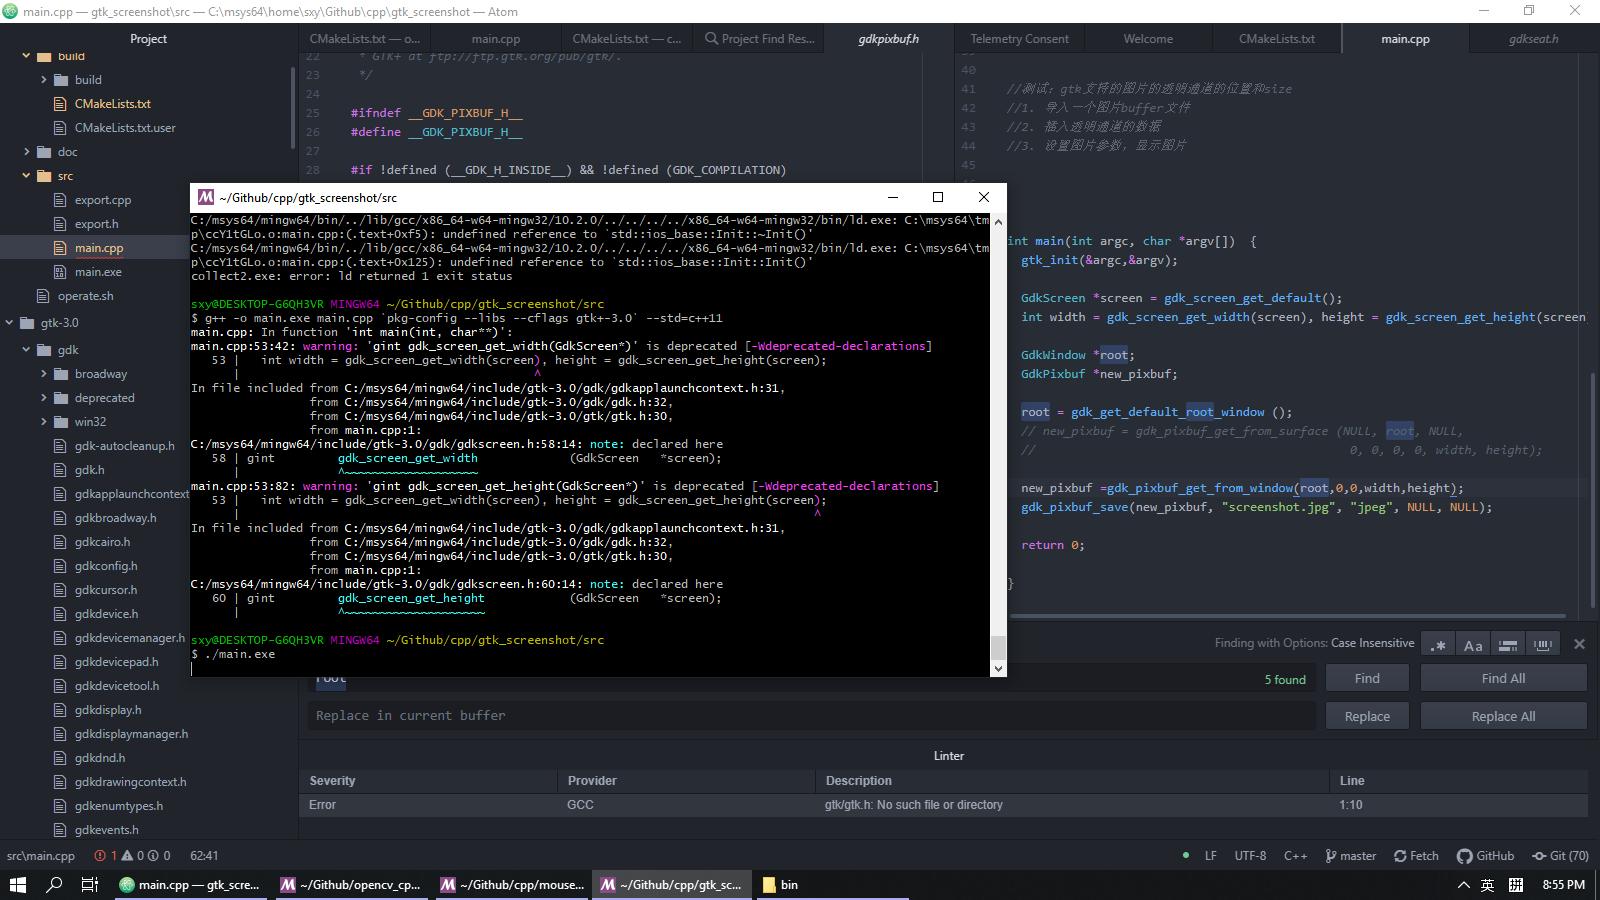 main.cpp — gtk_screenshot\src — C:\msys64\home\sxy\Github\cpp\gtk_screenshot — Atom
Project
build
build
CMakeLists.txt
CMakeLists.txt.user
doc
src
export.cpp
export.h
main.cpp
main.exe
operate.sh
gtk-3.0
gdk
broadway
deprecated
win32
gdk-autocleanup.h
gdk.h
gdkapplaunchcontext
gdkbroadway.h
gdkcairo.h
gdkconfig.h
gdkcursor.h
gdkdevice.h
gdkdevicemanager.h
gdkdevicepad.h
gdkdevicetool.h
gdkdisplay.h
gdkdisplaymanager.h
gdkdnd.h
gdkdrawingcontext.h
gdkenumtypes.h
gdkevents.h
CMakeLists.txt — o...
main.cpp
CMakeLists.txt — c...
Project Find Res...
gdkpixbuf.h
Telemetry Consent
Welcome
CMakeLists.txt
main.cpp
gdkseat.h
22 * GTK+ at ftp://ftp.gtk.org/pub/gtk/.
23 */
24
25 #ifndef __GDK_PIXBUF_H__
26 #define __GDK_PIXBUF_H__
27
28 #if !defined (__GDK_H_INSIDE__) && !defined (GDK_COMPILATION)
40
41 //测试：gtk支持的图片的透明通道的位置和size
42 //1. 导入一个图片buffer文件
43 //2. 插入透明通道的数据
44 //3. 设置图片参数，显示图片
45
int main(int argc, char *argv[]) {
gtk_init(&argc,&argv);
GdkScreen *screen = gdk_screen_get_default();
int width = gdk_screen_get_width(screen), height = gdk_screen_get_height(screen
GdkWindow *root;
GdkPixbuf *new_pixbuf;
root = gdk_get_default_root_window ();
// new_pixbuf = gdk_pixbuf_get_from_surface (NULL, root, NULL,
// 0, 0, 0, 0, width, height);
new_pixbuf =gdk_pixbuf_get_from_window(root,0,0,width,height);
gdk_pixbuf_save(new_pixbuf, "screenshot.jpg", "jpeg", NULL, NULL);
return 0;
}
~/Github/cpp/gtk_screenshot/src
C:/msys64/mingw64/bin/../lib/gcc/x86_64-w64-mingw32/10.2.0/../../../../x86_64-w64-mingw32/bin/ld.exe: C:\msys64\tm
p\ccY1tGLo.o:main.cpp:(.text+0xf5): undefined reference to `std::ios_base::Init::~Init()'
C:/msys64/mingw64/bin/../lib/gcc/x86_64-w64-mingw32/10.2.0/../../../../x86_64-w64-mingw32/bin/ld.exe: C:\msys64\tm
p\ccY1tGLo.o:main.cpp:(.text+0x125): undefined reference to `std::ios_base::Init::Init()'
collect2.exe: error: ld returned 1 exit status
sxy@DESKTOP-G6QH3VR MINGW64 ~/Github/cpp/gtk_screenshot/src
$ g++ -o main.exe main.cpp `pkg-config --libs --cflags gtk+-3.0` --std=c++11
main.cpp: In function 'int main(int, char**)':
main.cpp:53:42: warning: 'gint gdk_screen_get_width(GdkScreen*)' is deprecated [-Wdeprecated-declarations]
53 | int width = gdk_screen_get_width(screen), height = gdk_screen_get_height(screen);
| ^
In file included from C:/msys64/mingw64/include/gtk-3.0/gdk/gdkapplaunchcontext.h:31,
from C:/msys64/mingw64/include/gtk-3.0/gdk/gdk.h:32,
from C:/msys64/mingw64/include/gtk-3.0/gtk/gtk.h:30,
from main.cpp:1:
C:/msys64/mingw64/include/gtk-3.0/gdk/gdkscreen.h:58:14: note: declared here
58 | gint gdk_screen_get_width (GdkScreen *screen);
| ^~~~~~~~~~~~~~~~~~~~
main.cpp:53:82: warning: 'gint gdk_screen_get_height(GdkScreen*)' is deprecated [-Wdeprecated-declarations]
53 | int width = gdk_screen_get_width(screen), height = gdk_screen_get_height(screen);
| ^
In file included from C:/msys64/mingw64/include/gtk-3.0/gdk/gdkapplaunchcontext.h:31,
from C:/msys64/mingw64/include/gtk-3.0/gdk/gdk.h:32,
from C:/msys64/mingw64/include/gtk-3.0/gtk/gtk.h:30,
from main.cpp:1:
C:/msys64/mingw64/include/gtk-3.0/gdk/gdkscreen.h:60:14: note: declared here
60 | gint gdk_screen_get_height (GdkScreen *screen);
| ^~~~~~~~~~~~~~~~~~~~~
sxy@DESKTOP-G6QH3VR MINGW64 ~/Github/cpp/gtk_screenshot/src
$ ./main.exe
Finding with Options: Case Insensitive
.* Aa
root
5 found
Find
Find All
Replace in current buffer
Replace
Replace All
Linter
Severity Provider Description Line
Error GCC gtk/gtk.h: No such file or directory 1:10
src\main.cpp 1 0 0 62:41
LF UTF-8 C++ master Fetch GitHub Git (70)
main.cpp — gtk_scre...
~/Github/opencv_cp...
~/Github/cpp/mouse...
~/Github/cpp/gtk_sc...
bin
英
拼
8:55 PM